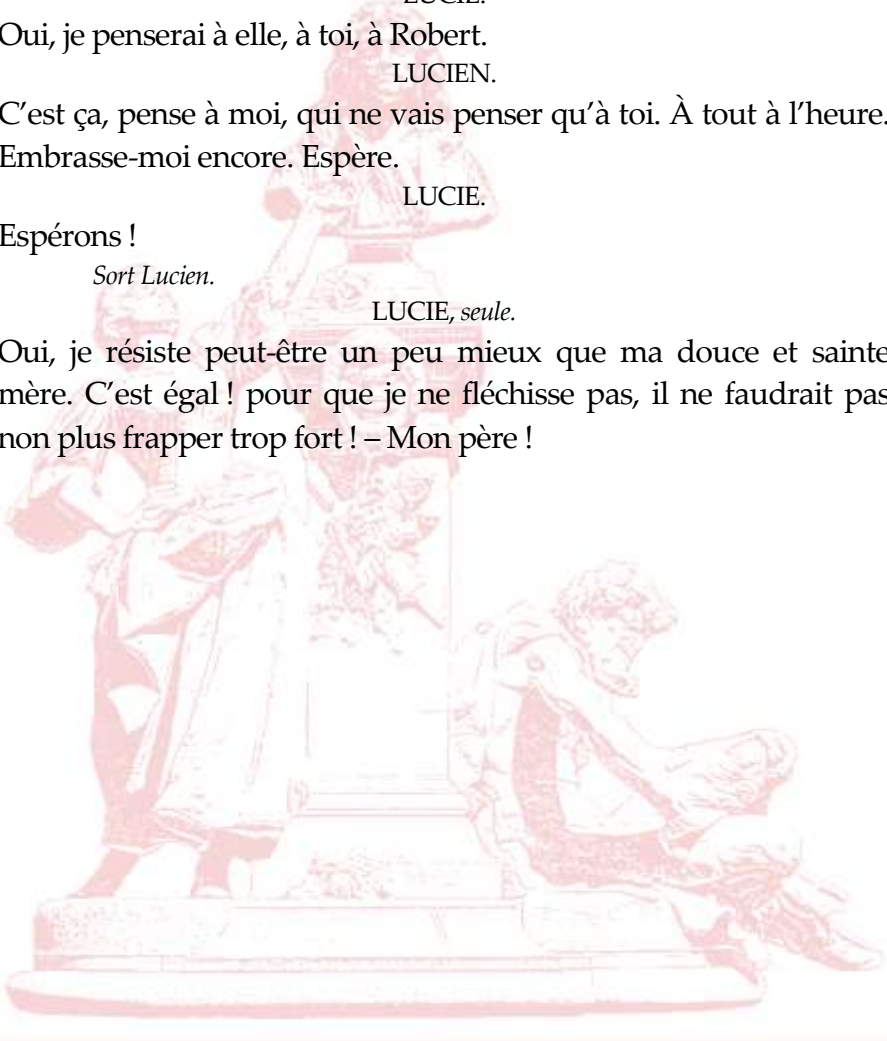 LUCIE.
Oui, je penserai à elle, à toi, à Robert.
LUCIEN.
C’est ça, pense à moi, qui ne vais penser qu’à toi. À tout à l’heure.
Embrasse-moi encore. Espère.
LUCIE.
Espérons !
Sort Lucien.
LUCIE, seule.
Oui, je résiste peut-être un peu mieux que ma douce et sainte
mère. C’est égal ! pour que je ne fléchisse pas, il ne faudrait pas
non plus frapper trop fort ! – Mon père !